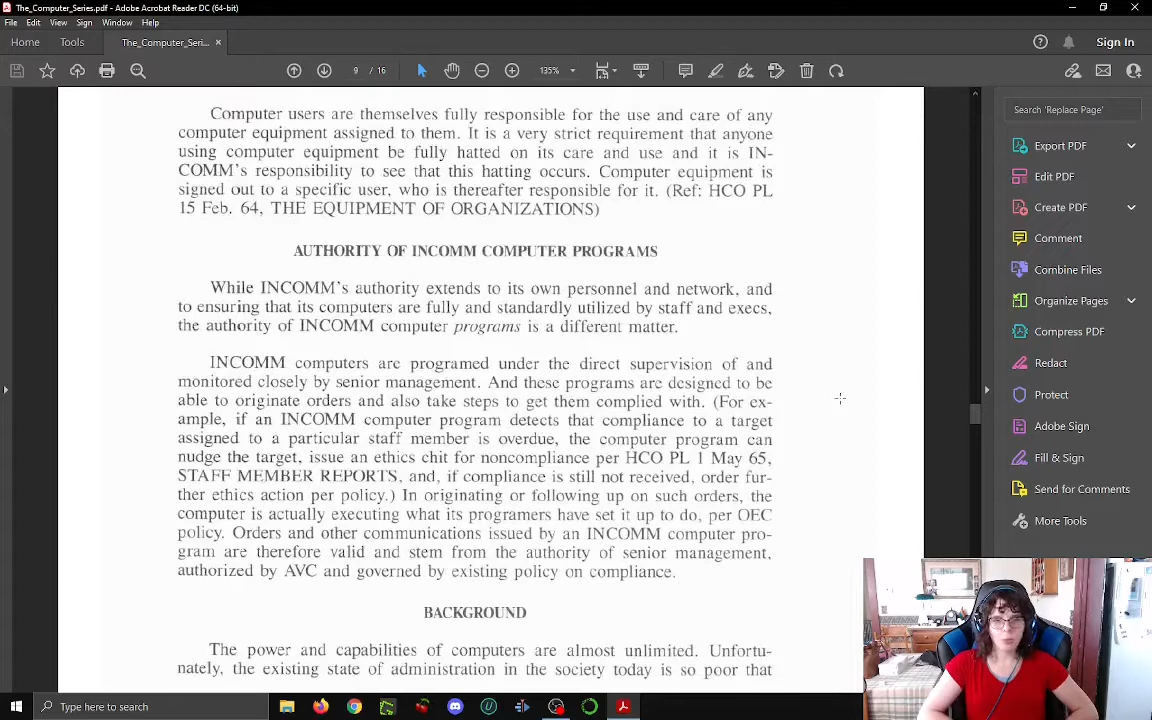 The_Computer_Series.pdf - Adobe Acrobat Reader DC (64-bit)
File Edit View Sign Window Help
Home Tools The_Computer_Seri... × Sign In
9 / 16 135%
Computer users are themselves fully responsible for the use and care of any
computer equipment assigned to them. It is a very strict requirement that anyone
using computer equipment be fully hatted on its care and use and it is IN-
COMM's responsibility to see that this hatting occurs. Computer equipment is
signed out to a specific user, who is thereafter responsible for it. (Ref: HCO PL
15 Feb. 64, THE EQUIPMENT OF ORGANIZATIONS)
AUTHORITY OF INCOMM COMPUTER PROGRAMS
While INCOMM's authority extends to its own personnel and network, and
to ensuring that its computers are fully and standardly utilized by staff and execs,
the authority of INCOMM computer programs is a different matter.
INCOMM computers are programed under the direct supervision of and
monitored closely by senior management. And these programs are designed to be
able to originate orders and also take steps to get them complied with. (For ex-
ample, if an INCOMM computer program detects that compliance to a target
assigned to a particular staff member is overdue, the computer program can
nudge the target, issue an ethics chit for noncompliance per HCO PL 1 May 65,
STAFF MEMBER REPORTS, and, if compliance is still not received, order fur-
ther ethics action per policy.) In originating or following up on such orders, the
computer is actually executing what its programers have set it up to do, per OEC
policy. Orders and other communications issued by an INCOMM computer pro-
gram are therefore valid and stem from the authority of senior management,
authorized by AVC and governed by existing policy on compliance.
BACKGROUND
The power and capabilities of computers are almost unlimited. Unfortu-
nately, the existing state of administration in the society today is so poor that
Search 'Replace Page'
Export PDF
Edit PDF
Create PDF
Comment
Combine Files
Organize Pages
Compress PDF
Redact
Protect
Adobe Sign
Fill & Sign
Send for Comments
More Tools
Type here to search